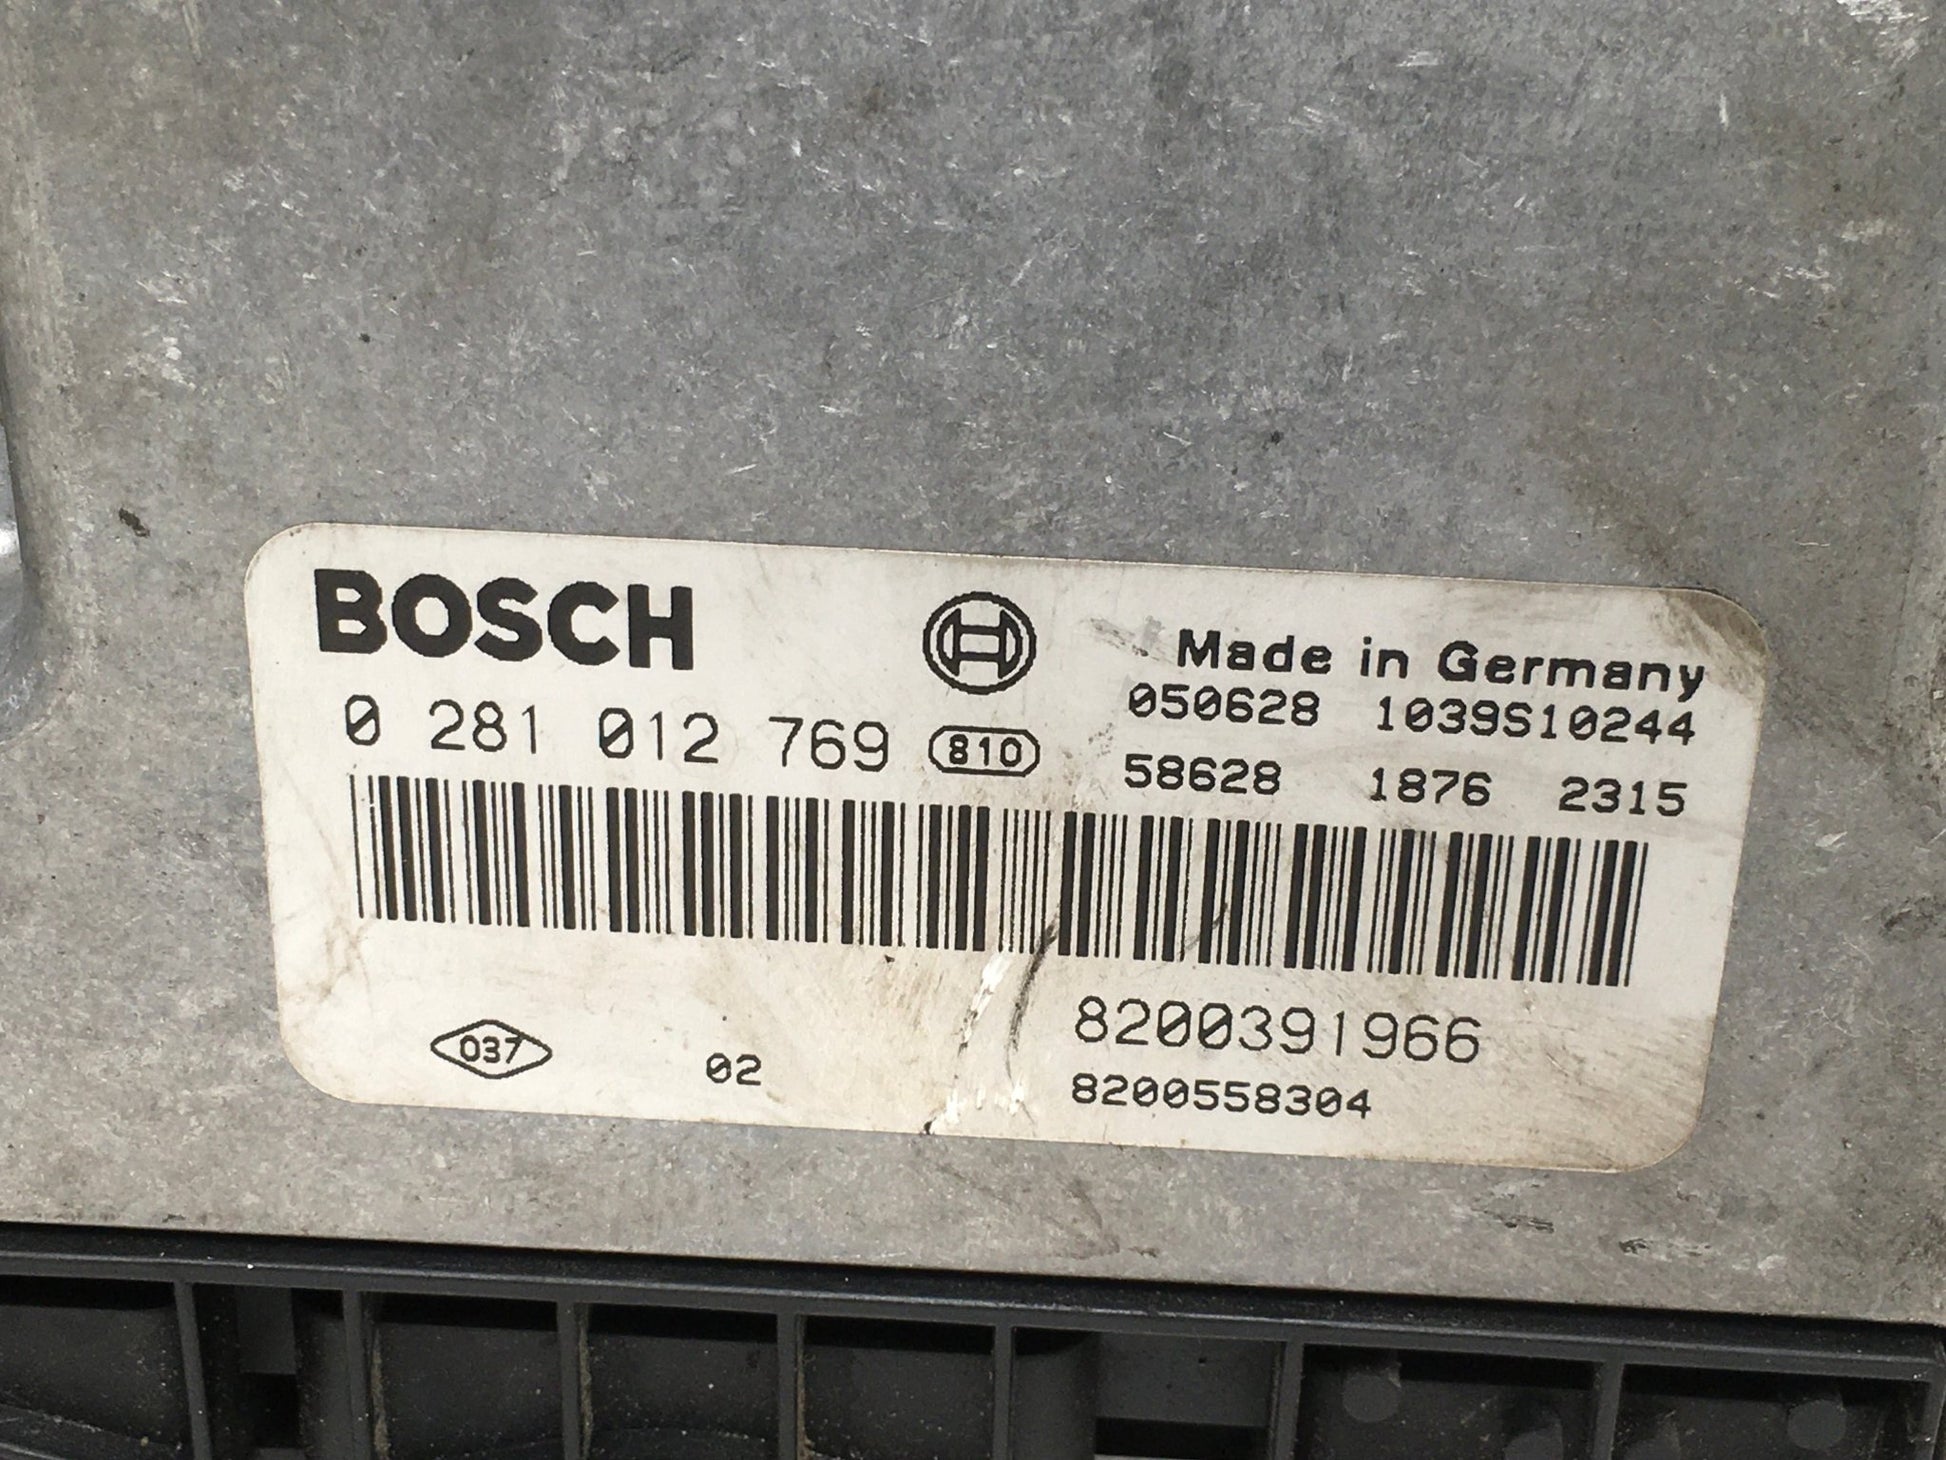 BOSCH
Made in Germany
0 281 012 769 810
050628 1039S10244
58628 1876 2315
037 02
8200391966
8200558304